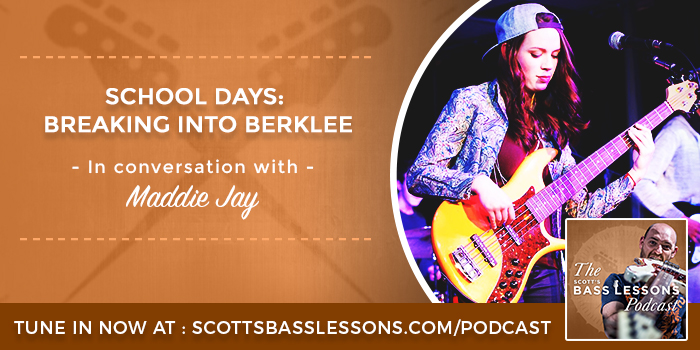 SCHOOL DAYS:
BREAKING INTO BERKLEE
- In conversation with -
Maddie Jay
The
SCOTT'S
BASS LESSONS
Podcast
TUNE IN NOW AT : SCOTTSBASSLESSONS.COM/PODCAST